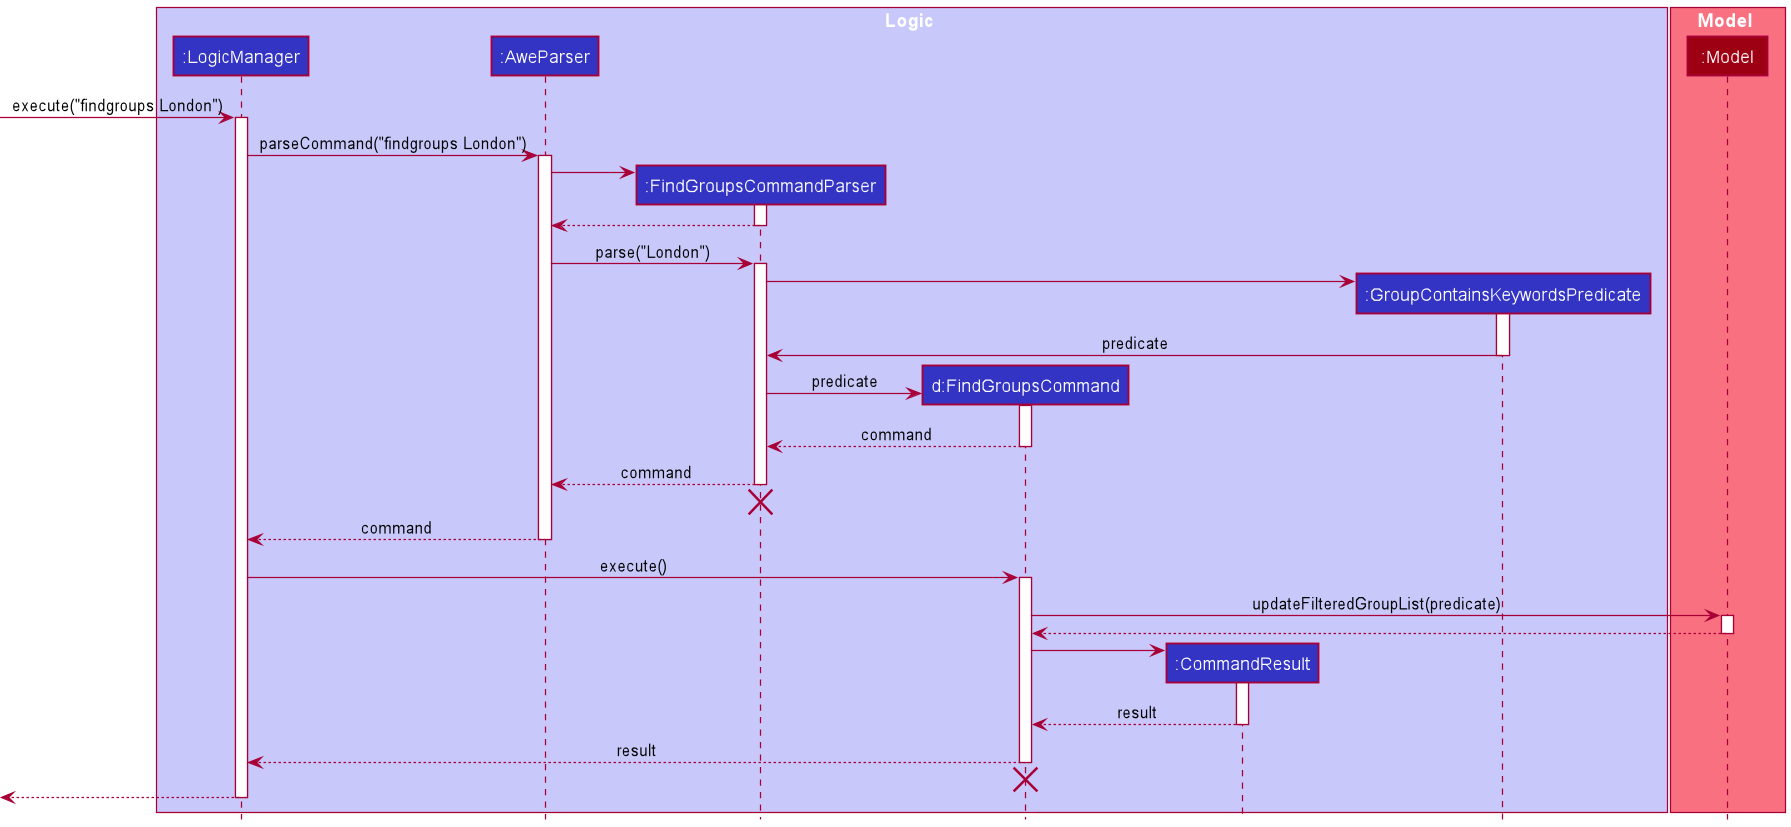 Logic
Model
:LogicManager
:AweParser
:Model
execute("findgroups London")
parseCommand("findgroups London")
:FindGroupsCommandParser
parse("London")
:GroupContainsKeywordsPredicate
predicate
predicate
d:FindGroupsCommand
command
command
command
execute()
updateFilteredGroupList(predicate)
:CommandResult
result
result